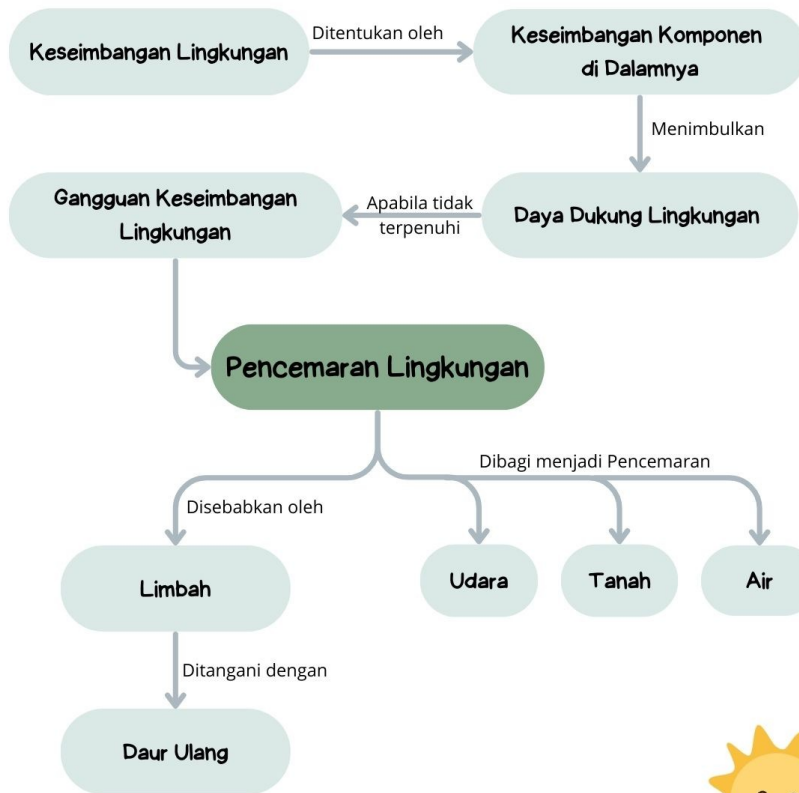 Keseimbangan Lingkungan
Ditentukan oleh
Keseimbangan Komponen
di Dalamnya
Menimbulkan
Daya Dukung Lingkungan
Apabila tidak
terpenuhi
Gangguan Keseimbangan
Lingkungan
Pencemaran Lingkungan
Disebabkan oleh
Dibagi menjadi Pencemaran
Limbah
Udara
Tanah
Air
Ditangani dengan
Daur Ulang